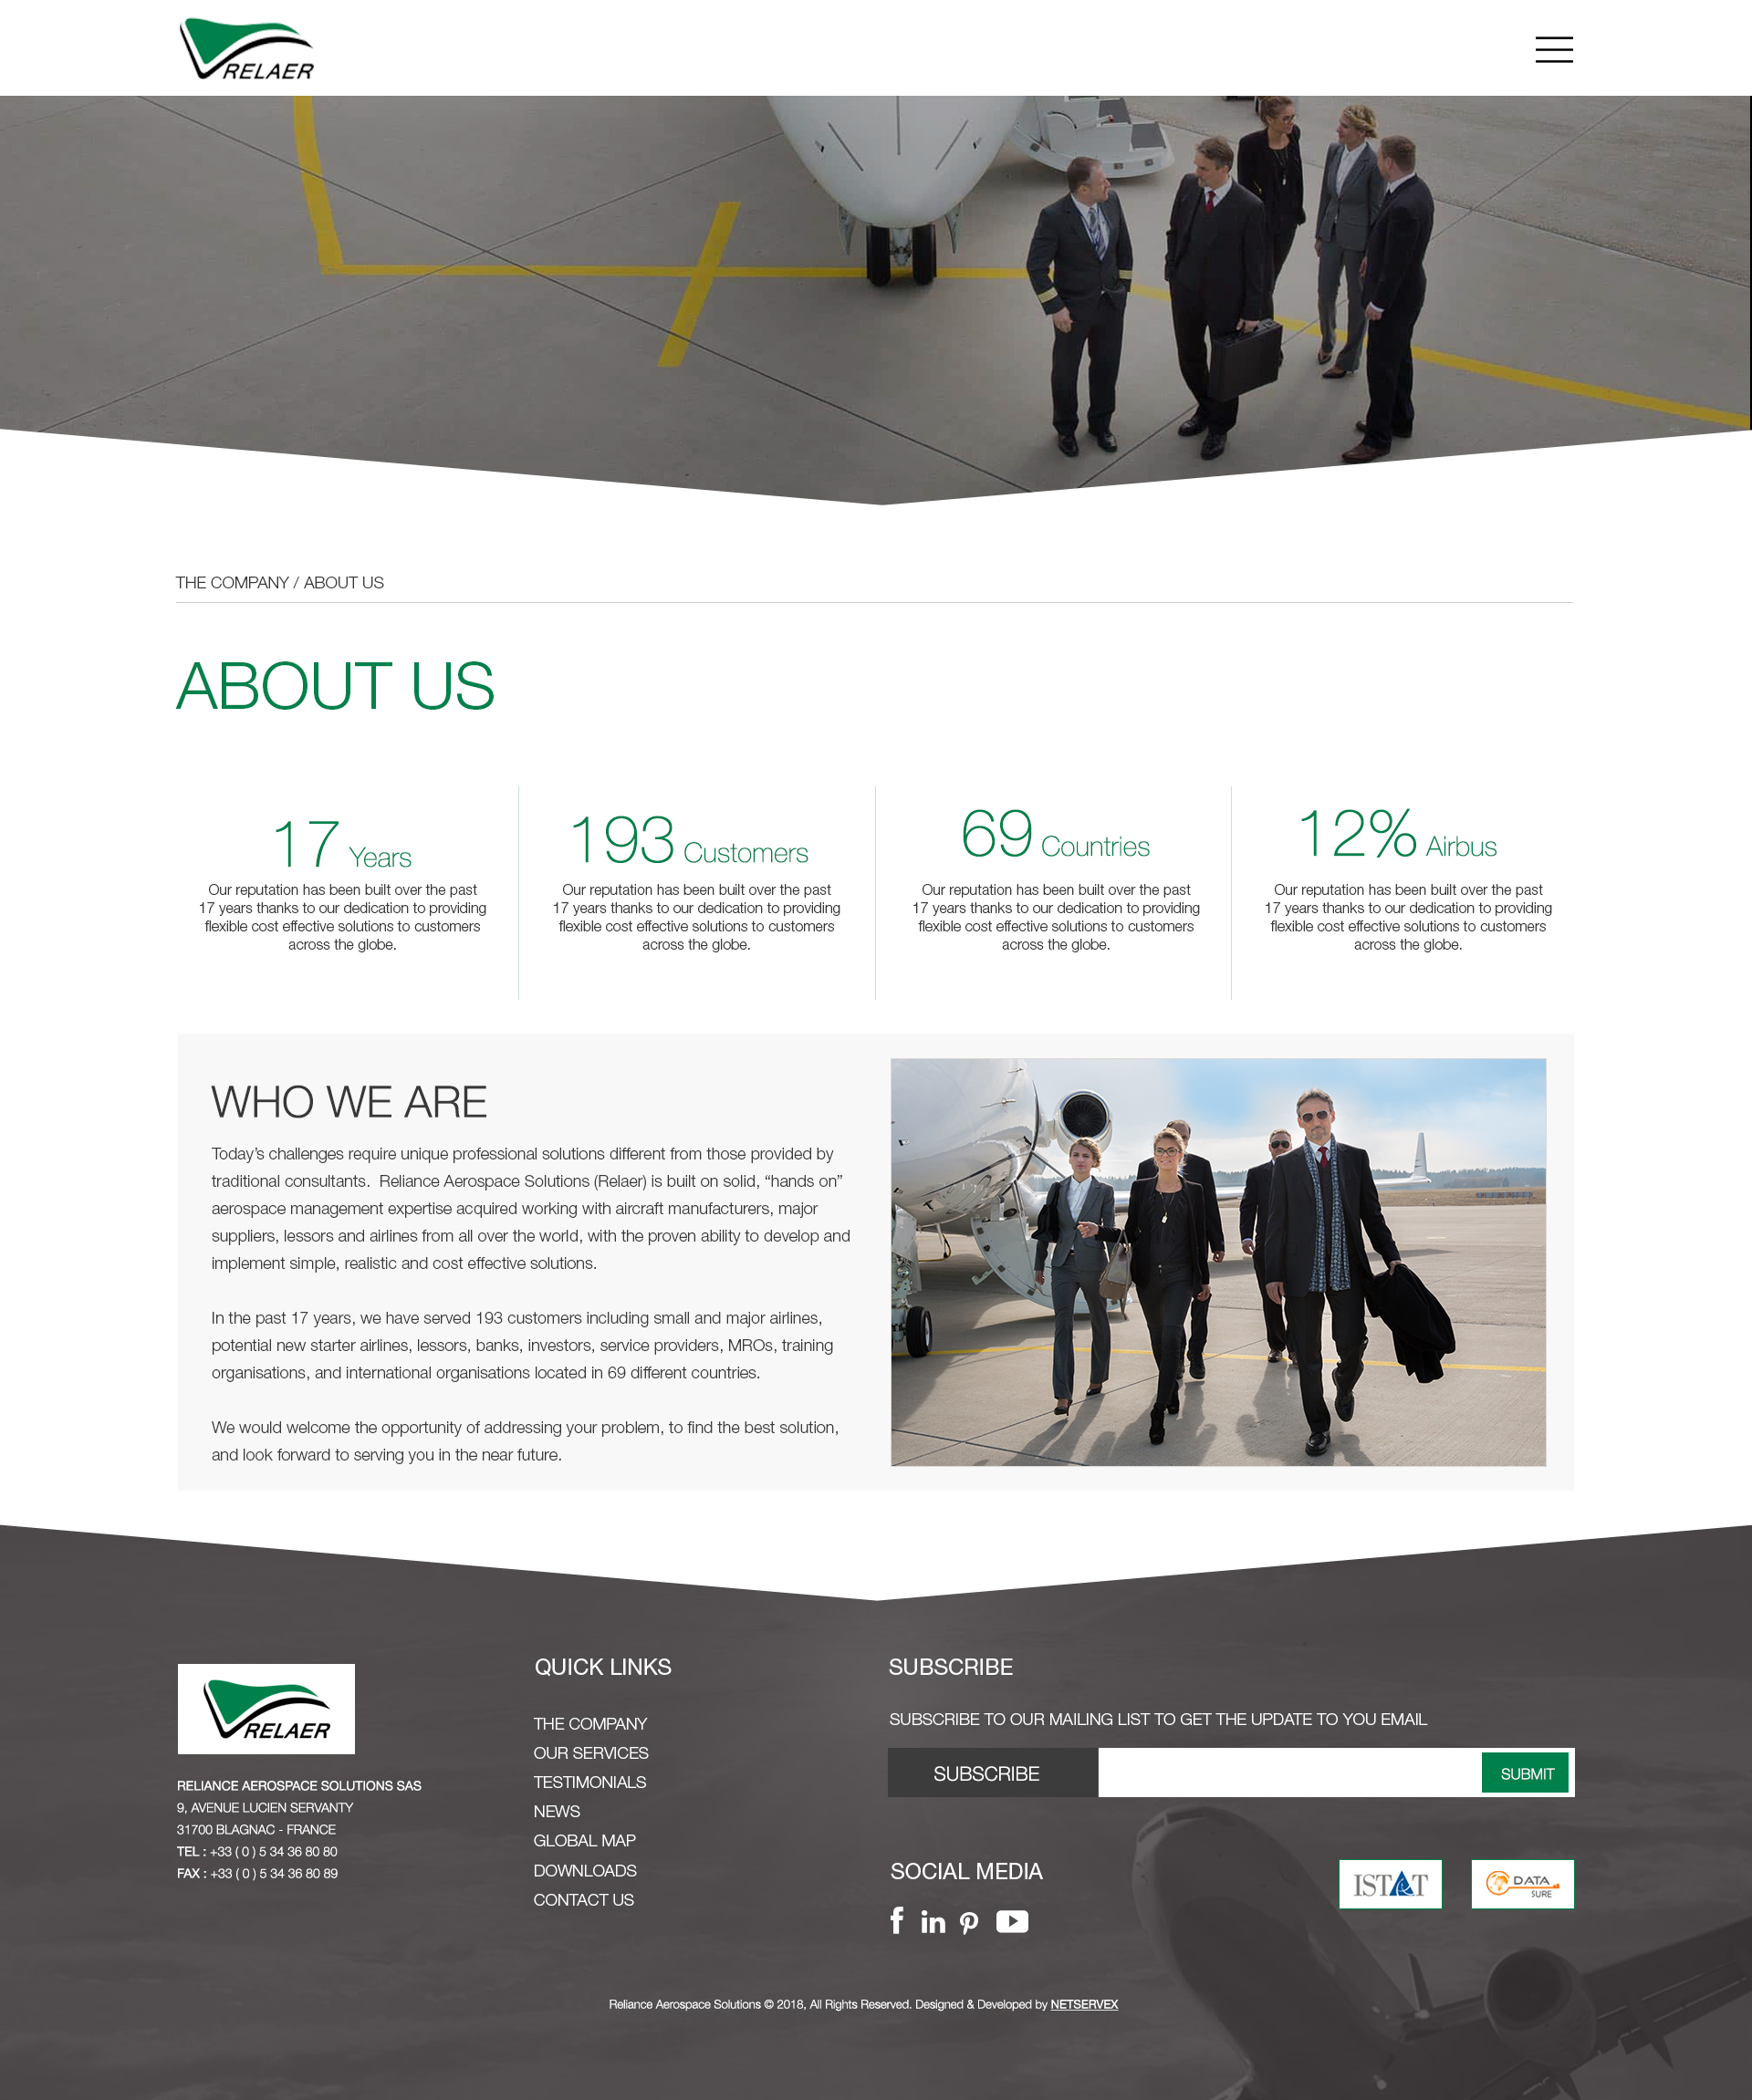 RELAER
THE COMPANY / ABOUT US
ABOUT US
17 Years
Our reputation has been built over the past
17 years thanks to our dedication to providing
flexible cost effective solutions to customers
across the globe.
193 Customers
Our reputation has been built over the past
17 years thanks to our dedication to providing
flexible cost effective solutions to customers
across the globe.
69 Countries
Our reputation has been built over the past
17 years thanks to our dedication to providing
flexible cost effective solutions to customers
across the globe.
12% Airbus
Our reputation has been built over the past
17 years thanks to our dedication to providing
flexible cost effective solutions to customers
across the globe.
WHO WE ARE
Today’s challenges require unique professional solutions different from those provided by
traditional consultants.  Reliance Aerospace Solutions (Relaer) is built on solid, “hands on”
aerospace management expertise acquired working with aircraft manufacturers, major
suppliers, lessors and airlines from all over the world, with the proven ability to develop and
implement simple, realistic and cost effective solutions.
In the past 17 years, we have served 193 customers including small and major airlines,
potential new starter airlines, lessors, banks, investors, service providers, MROs, training
organisations, and international organisations located in 69 different countries.
We would welcome the opportunity of addressing your problem, to find the best solution,
and look forward to serving you in the near future.
RELAER
RELIANCE AEROSPACE SOLUTIONS SAS
9, AVENUE LUCIEN SERVANTY
31700 BLAGNAC - FRANCE
TEL : +33 ( 0 ) 5 34 36 80 80
FAX : +33 ( 0 ) 5 34 36 80 89
QUICK LINKS
THE COMPANY
OUR SERVICES
TESTIMONIALS
NEWS
GLOBAL MAP
DOWNLOADS
CONTACT US
SUBSCRIBE
SUBSCRIBE TO OUR MAILING LIST TO GET THE UPDATE TO YOU EMAIL
SUBSCRIBE
SUBMIT
SOCIAL MEDIA
ISTAT
DATA
SURE
Reliance Aerospace Solutions © 2018, All Rights Reserved. Designed & Developed by NETSERVEX